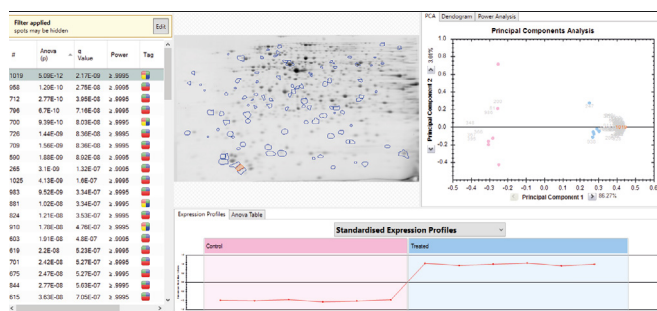 Filter applied
spots may be hidden
Edit
# Anova (p) q Value Power Tag
1019 5.09E-12 2.17E-09 ≥ .9995
958 1.29E-10 2.75E-08 ≥ .9995
712 2.77E-10 3.95E-08 ≥ .9995
796 6.7E-10 7.16E-08 ≥ .9995
700 9.39E-10 8.03E-08 ≥ .9995
726 1.44E-09 8.36E-08 ≥ .9995
709 1.56E-09 8.36E-08 ≥ .9995
590 1.88E-09 8.92E-08 ≥ .9995
265 3.1E-09 1.32E-07 ≥ .9995
1025 4.13E-09 1.6E-07 ≥ .9995
983 9.52E-09 3.34E-07 ≥ .9995
881 1.02E-08 3.34E-07 ≥ .9995
824 1.21E-08 3.53E-07 ≥ .9995
910 1.78E-08 4.76E-07 ≥ .9995
603 1.91E-08 4.8E-07 ≥ .9995
619 2.2E-08 5.23E-07 ≥ .9995
701 2.42E-08 5.27E-07 ≥ .9995
675 2.47E-08 5.27E-07 ≥ .9995
844 2.77E-08 5.63E-07 ≥ .9995
615 3.63E-08 7.05E-07 ≥ .9995
PCA Dendogram Power Analysis
Principal Components Analysis
Principal Component 2
1.0
0.8
0.6
0.4
0.2
0.0
-0.2
-0.4
-0.5 -0.4 -0.3 -0.2 -0.1 0.0 0.1 0.2 0.3 0.4 0.5 0.6
Principal Component 1 86.27%
Expression Profiles Anova Table
Standardised Expression Profiles
Control
Treated